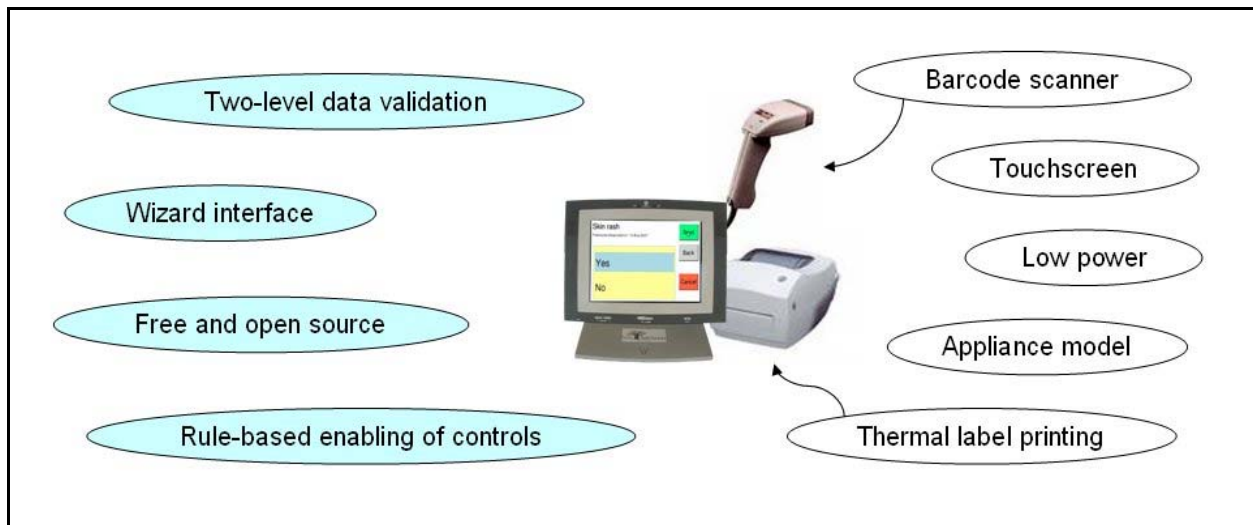 Two-level data validation
Barcode scanner
Touchscreen
Wizard interface
Skin rash
Next
Back
Yes
Low power
Cancel
No
Free and open source
Appliance model
Rule-based enabling of controls
Thermal label printing